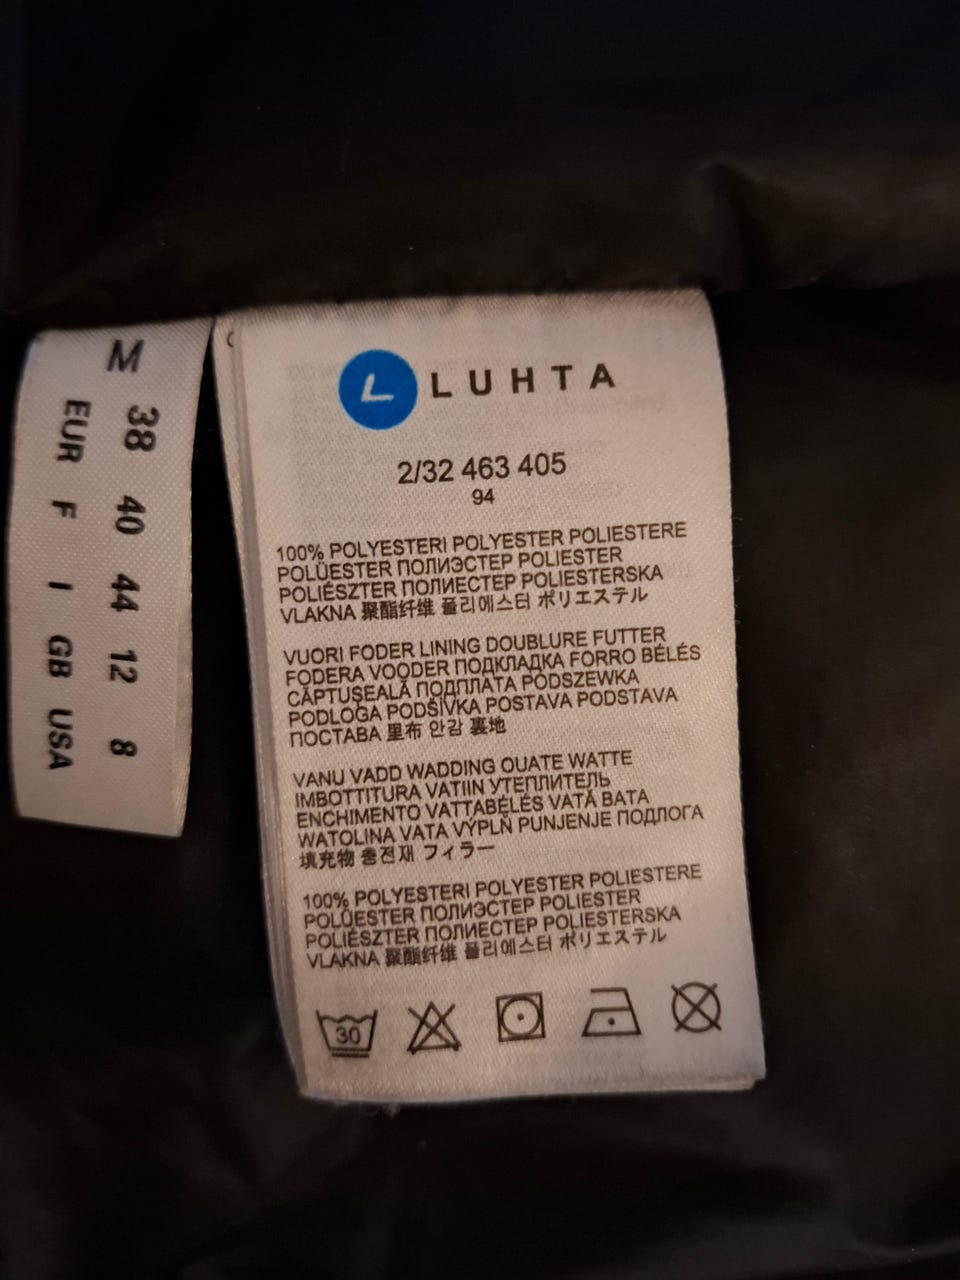 M
EUR 38
F 40
I 44
GB 12
USA 8
L LUHTA
2/32 463 405
94
100% POLYESTERI POLYESTER POLIESTERE
POLÜESTER ПОЛИЭСТЕР POLIESTER
POLIÉSZTER ПОЛИЕСТЕР POLIESTERSKA
VLAKNA 聚酯纤维 폴리에스터 ポリエステル
VUORI FODER LINING DOUBLURE FUTTER
FODERA VOODER ПОДКЛАДКА FORRO BÉLÉS
CĂPTUŞEALĂ ПОДПЛАТА PODSZEWKA
PODLOGA PODŠÍVKA POSTAVA PODSTAVA
ПОСТАВА 里布 안감 裏地
VANU VADD WADDING OUATE WATTE
IMBOTTITURA VATIIN УТЕПЛИТЕЛЬ
ENCHIMENTO VATTABÉLÉS VATĂ ВАТА
WATOLINA VATA VÝPLŇ PUNJENJE ПОДЛОГА
填充物 충전재 フィラー
100% POLYESTERI POLYESTER POLIESTERE
POLÜESTER ПОЛИЭСТЕР POLIESTER
POLIÉSZTER ПОЛИЕСТЕР POLIESTERSKA
VLAKNA 聚酯纤维 폴리에스터 ポリエステル
30